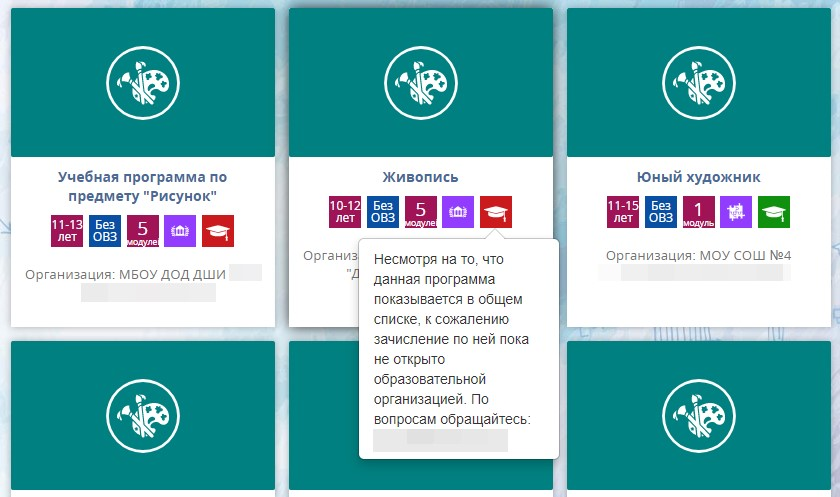 Учебная программа по
предмету "Рисунок"
11-13
лет
Без
ОВЗ
5
модулей
Организация: МБОУ ДОД ДШИ
Живопись
10-12
лет
Без
ОВЗ
5
модулей
Несмотря на то, что
данная программа
показывается в общем
списке, к сожалению
зачисление по ней пока
не открыто
образовательной
организацией. По
вопросам обращайтесь:
Юный художник
11-15
лет
Без
ОВЗ
1
модуль
Организация: МОУ СОШ №4